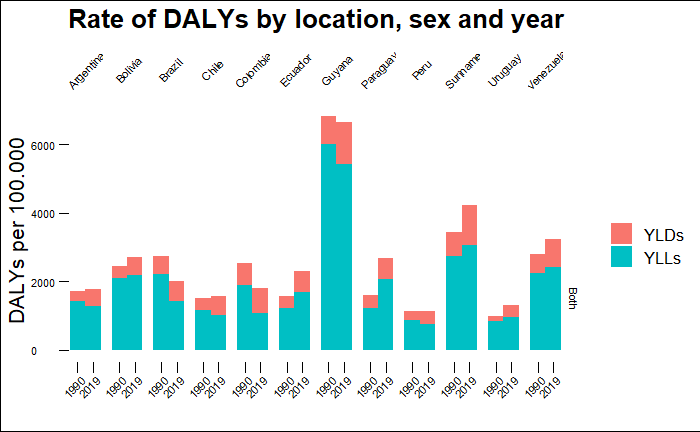 Rate of DALYs by location, sex and year
Argentina Bolivia Brazil Chile Colombia Ecuador Guyana Paraguay Peru Suriname Uruguay Venezuela
DALYs per 100.000
6000
4000
2000
0
YLDs
YLLs
Both
1990 2019 1990 2019 1990 2019 1990 2019 1990 2019 1990 2019 1990 2019 1990 2019 1990 2019 1990 2019 1990 2019 1990 2019